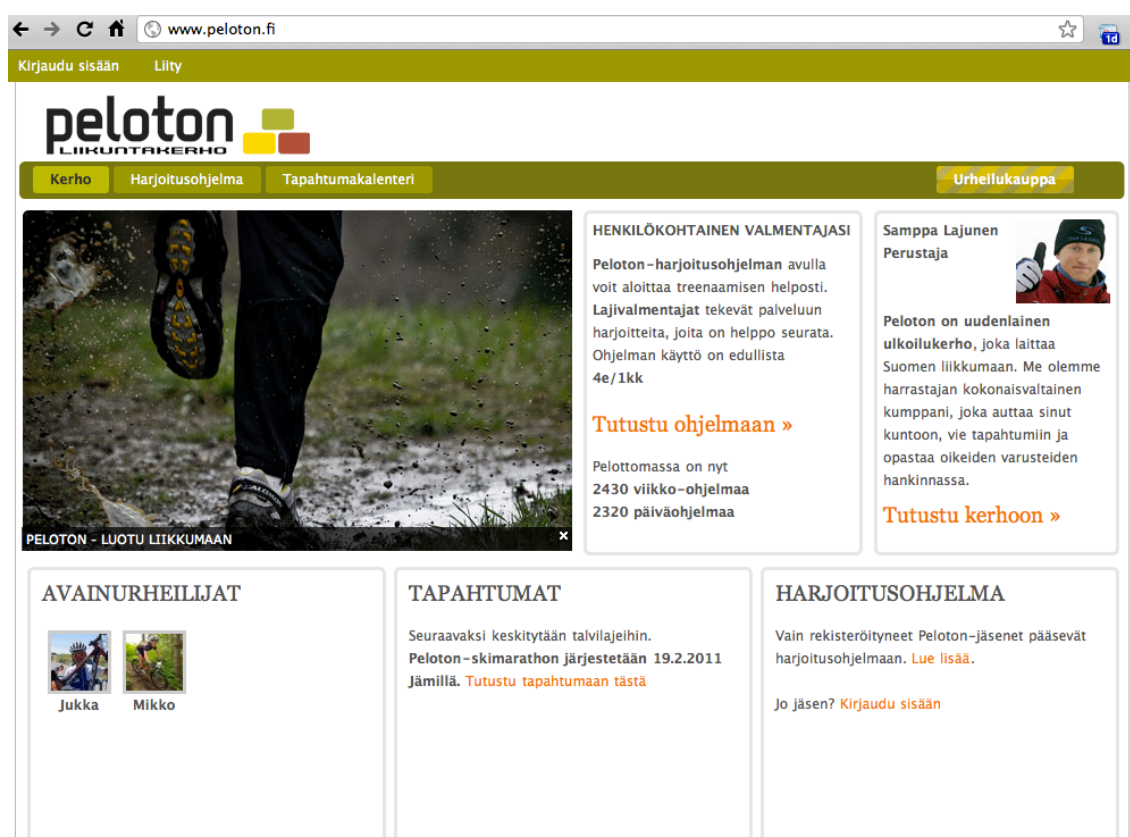 www.peloton.fi
1d
Kirjaudu sisään Liity
peloton
LIIKUNTAKERHO
Kerho Harjoitusohjelma Tapahtumakalenteri Urheilukauppa
PELOTON - LUOTU LIIKKUMAAN
HENKILÖKOHTAINEN VALMENTAJASI
Peloton-harjoitusohjelman avulla
voit aloittaa treenaamisen helposti.
Lajivalmentajat tekevät palveluun
harjoitteita, joita on helppo seurata.
Ohjelman käyttö on edullista
4e/1kk
Tutustu ohjelmaan »
Pelottomassa on nyt
2430 viikko-ohjelmaa
2320 päiväohjelmaa
Samppa Lajunen
Perustaja
Peloton on uudenlainen
ulkoilukerho, joka laittaa
Suomen liikkumaan. Me olemme
harrastajan kokonaisvaltainen
kumppani, joka auttaa sinut
kuntoon, vie tapahtumiin ja
opastaa oikeiden varusteiden
hankinnassa.
Tutustu kerhoon »
AVAINURHEILIJAT
Jukka Mikko
TAPAHTUMAT
Seuraavaksi keskitytään talvilajeihin.
Peloton-skimarathon järjestetään 19.2.2011
Jämillä. Tutustu tapahtumaan tästä
HARJOITUSOHJELMA
Vain rekisteröityneet Peloton-jäsenet pääsevät
harjoitusohjelmaan. Lue lisää.
Jo jäsen? Kirjaudu sisään